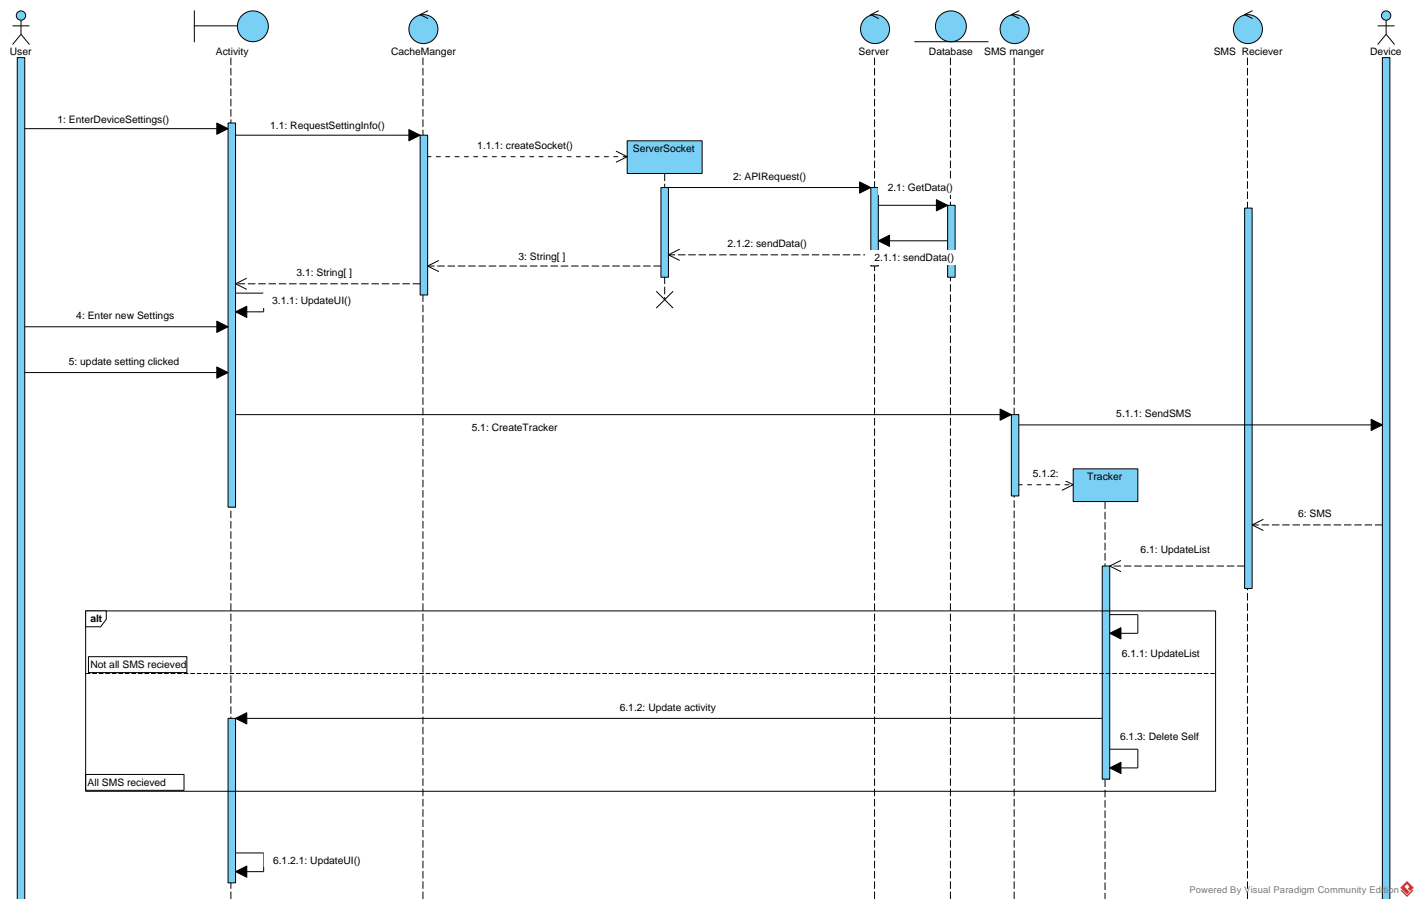 User
Activity
CacheManger
Server
Database
SMS manger
SMS Reciever
Device
1: EnterDeviceSettings()
1.1: RequestSettingInfo()
1.1.1: createSocket()
ServerSocket
2: APIRequest()
2.1: GetData()
2.1.2: sendData()
2.1.1: sendData()
3: String[ ]
3.1: String[ ]
3.1.1: UpdateUI()
4: Enter new Settings
5: update setting clicked
5.1: CreateTracker
5.1.1: SendSMS
5.1.2:
Tracker
6: SMS
6.1: UpdateList
alt
6.1.1: UpdateList
Not all SMS recieved
6.1.2: Update activity
6.1.3: Delete Self
All SMS recieved
6.1.2.1: UpdateUI()
Powered By Visual Paradigm Community Edition